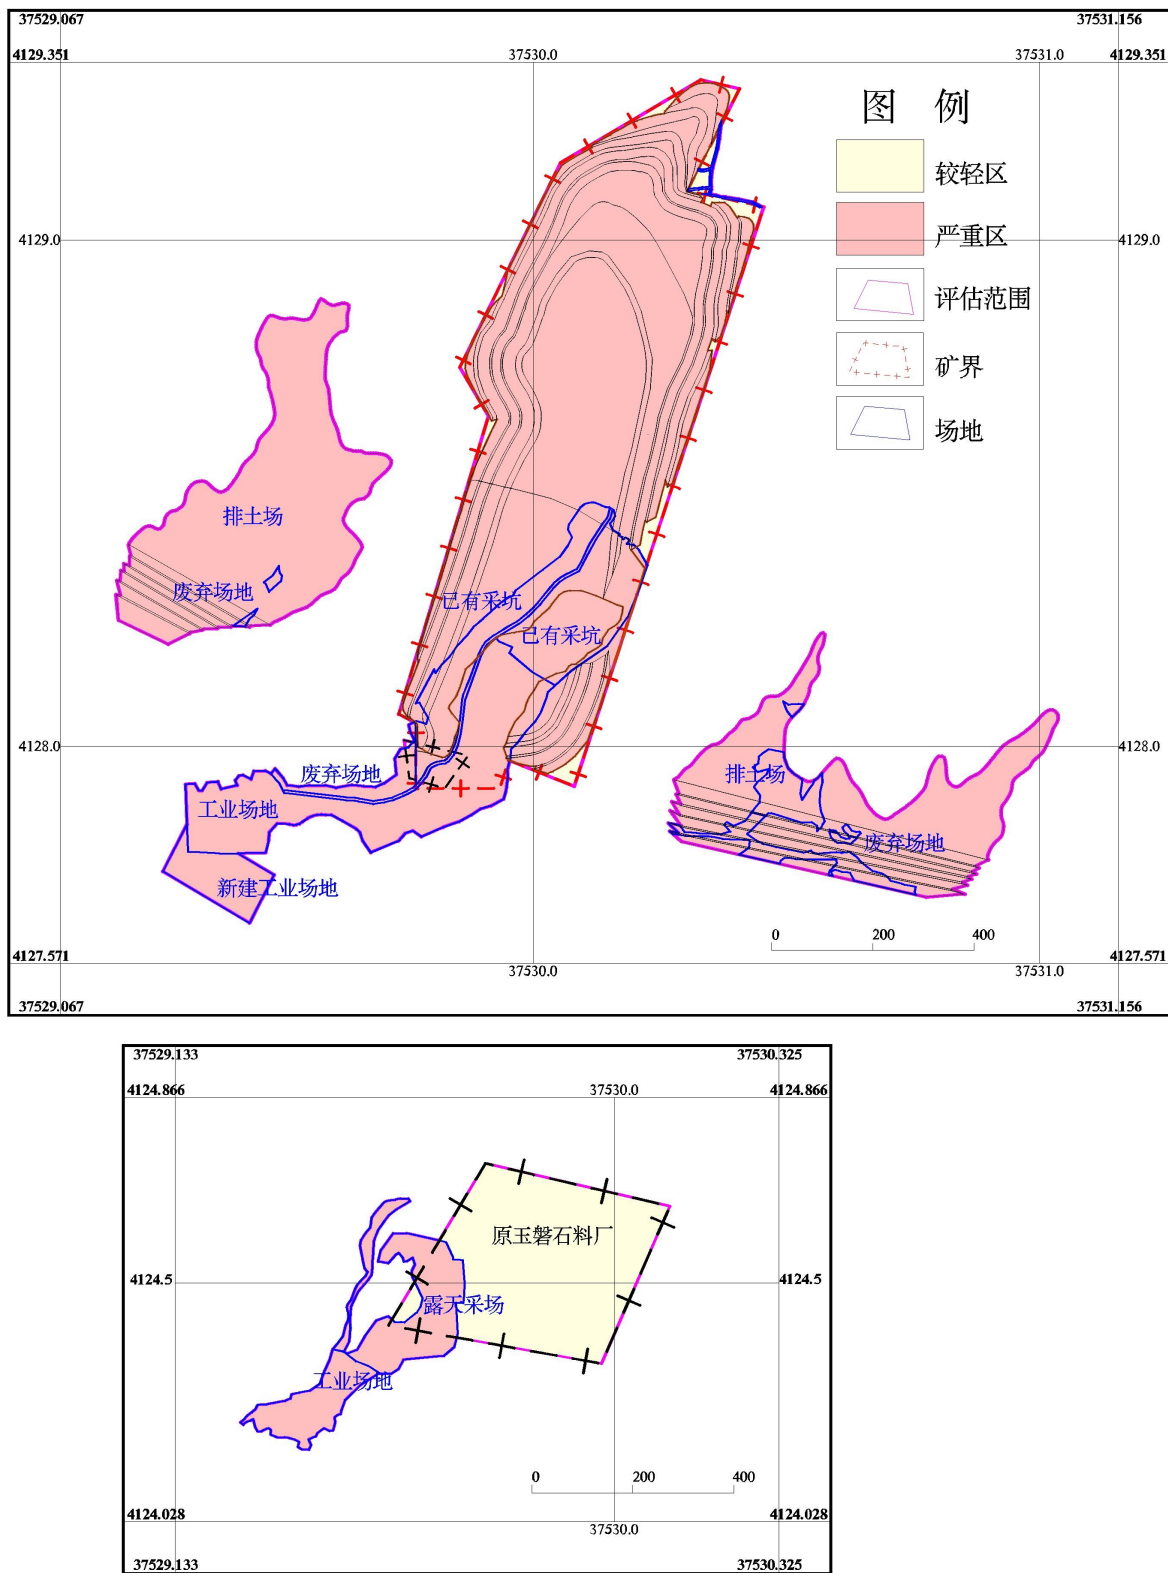 37529.067
37531.156
4129.351
37530.0
37531.0
4129.351
图 例
较轻区
严重区
4129.0
4129.0
评估范围
矿界
场地
排土场
废弃场地
已有采坑
已有采坑
4128.0
4128.0
废弃场地
排土场
工业场地
废弃场地
新建工业场地
0
200
400
4127.571
4127.571
37530.0
37531.0
37529.067
37531.156
37529.133
37530.325
4124.866
37530.0
4124.866
原玉磐石料厂
4124.5
4124.5
露天采场
工业场地
0
200
400
4124.028
4124.028
37530.0
37529.133
37530.325